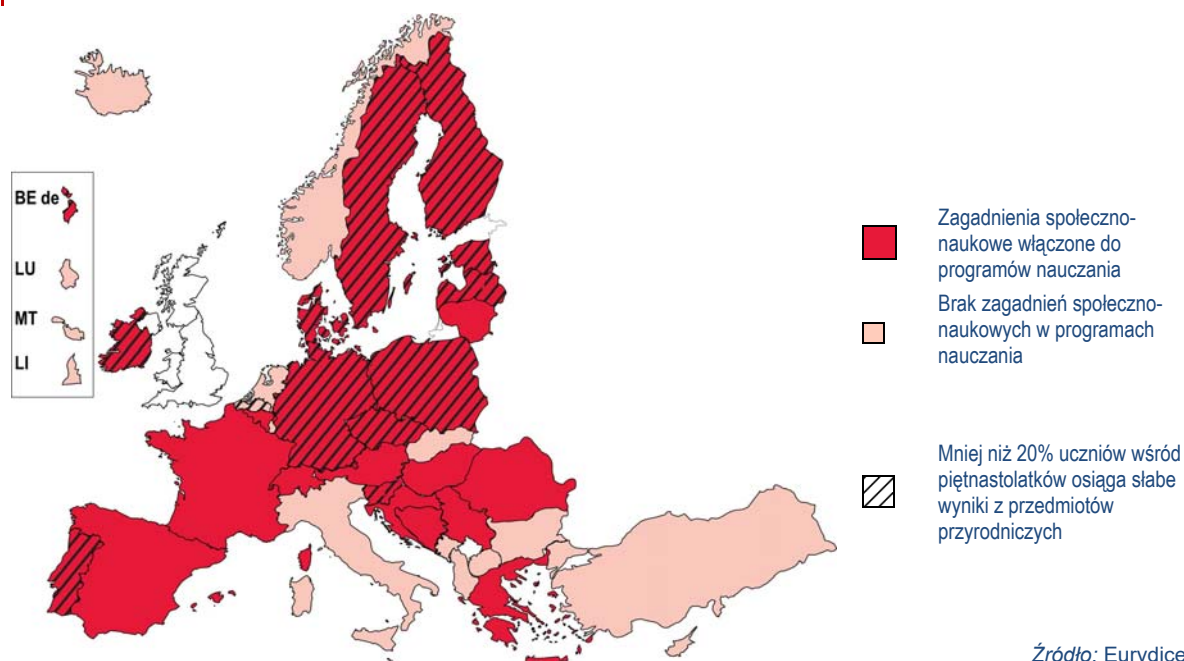 BE de
LU
MT
LI
Zagadnienia społeczno-
naukowe włączone do
programów nauczania
Brak zagadnień społeczno-
naukowych w programach
nauczania
Mniej niż 20% uczniów wśród
piętnastolatków osiąga słabe
wyniki z przedmiotów
przyrodniczych
Źródło: Eurydice